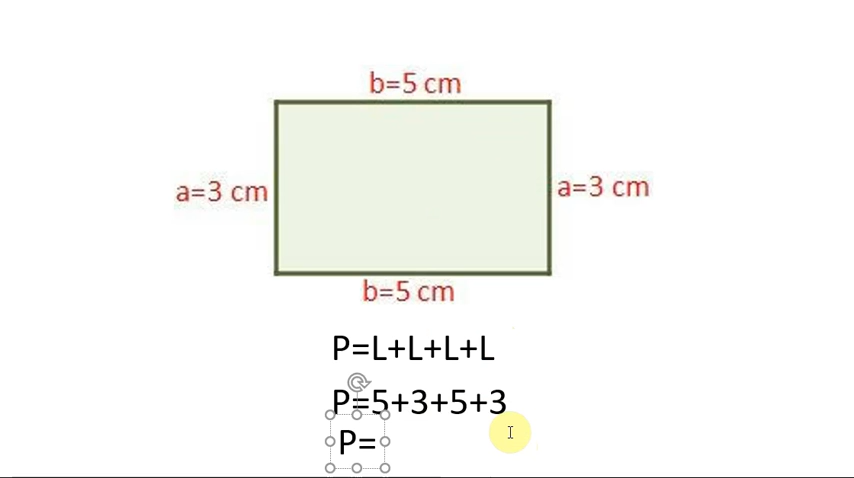 b=5 cm
a=3 cm
a=3 cm
b=5 cm
P=L+L+L+L
P=5+3+5+3
P=